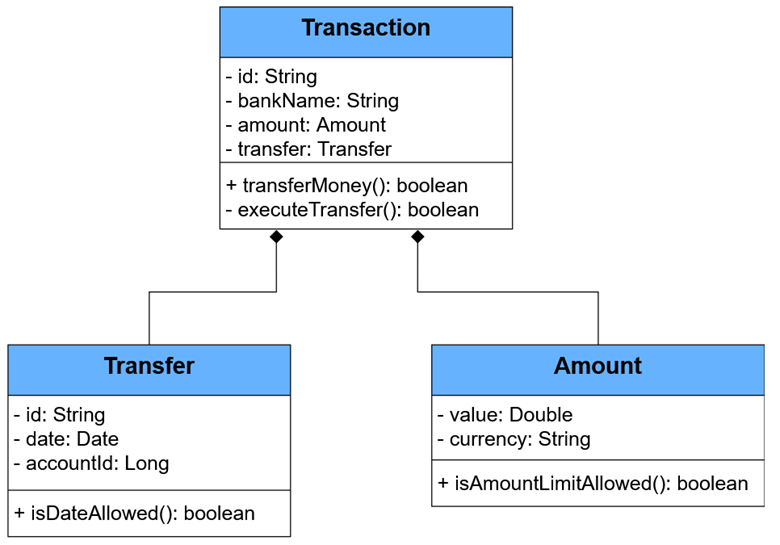 Transaction
- id: String
- bankName: String
- amount: Amount
- transfer: Transfer
+ transferMoney(): boolean
- executeTransfer(): boolean
Transfer
- id: String
- date: Date
- accountId: Long
+ isDateAllowed(): boolean
Amount
- value: Double
- currency: String
+ isAmountLimitAllowed(): boolean